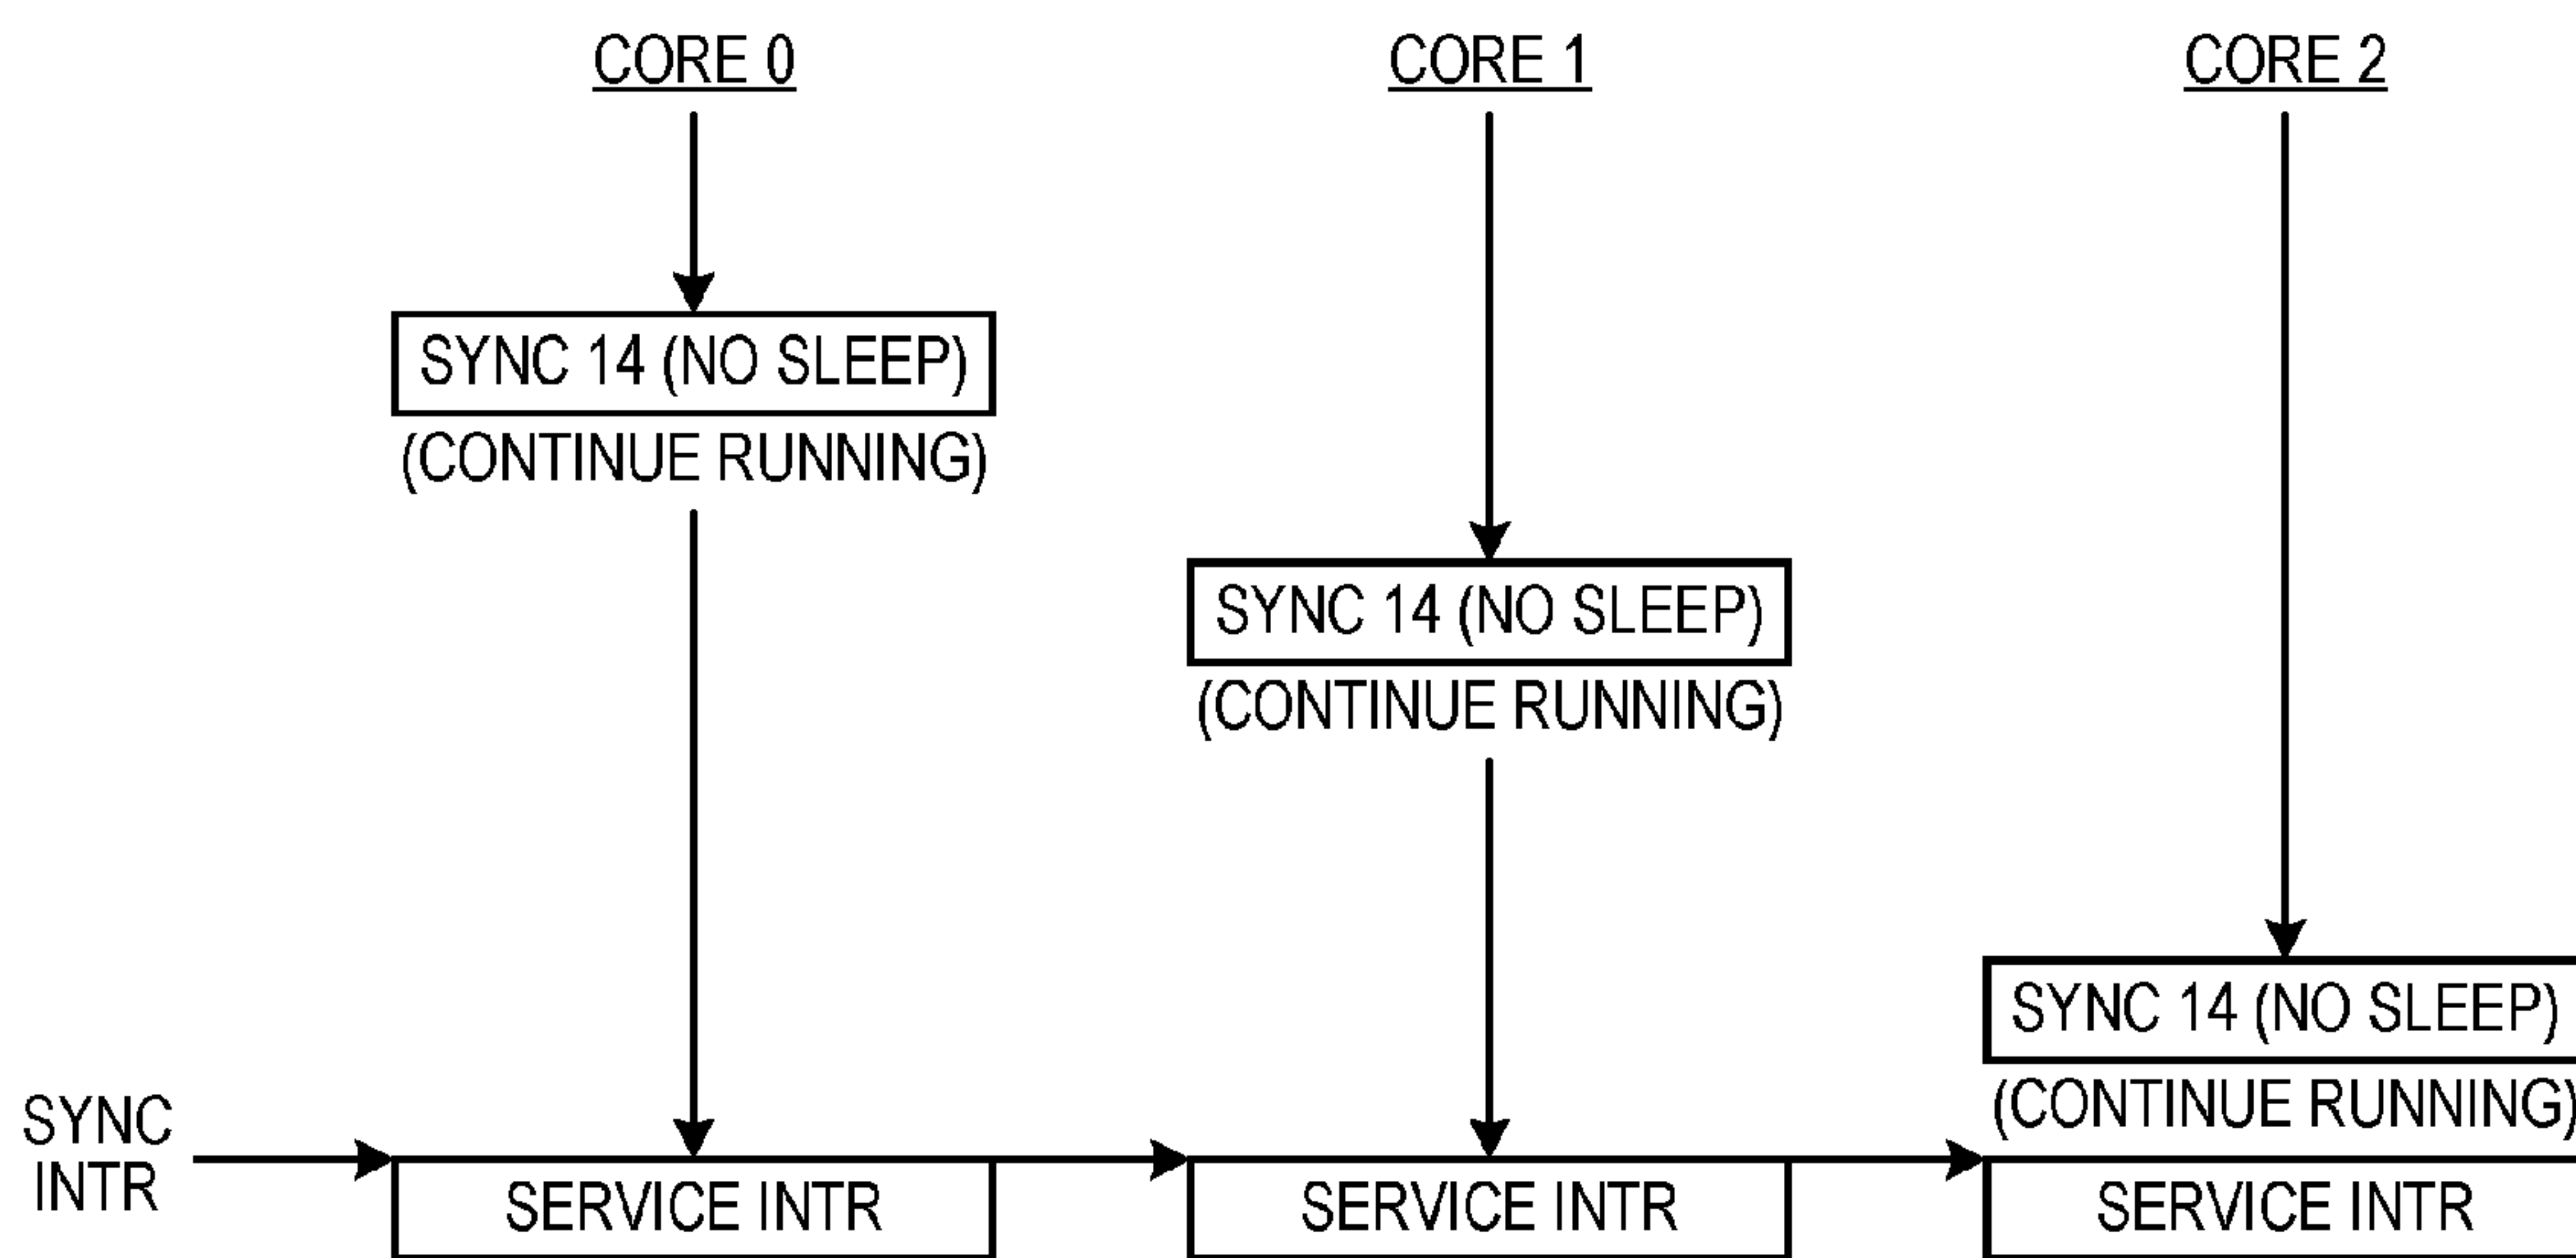 CORE 0
CORE 1
CORE 2
SYNC 14 (NO SLEEP)
(CONTINUE RUNNING)
SYNC 14 (NO SLEEP)
(CONTINUE RUNNING)
SYNC 14 (NO SLEEP)
(CONTINUE RUNNING)
SYNC
INTR
SERVICE INTR
SERVICE INTR
SERVICE INTR